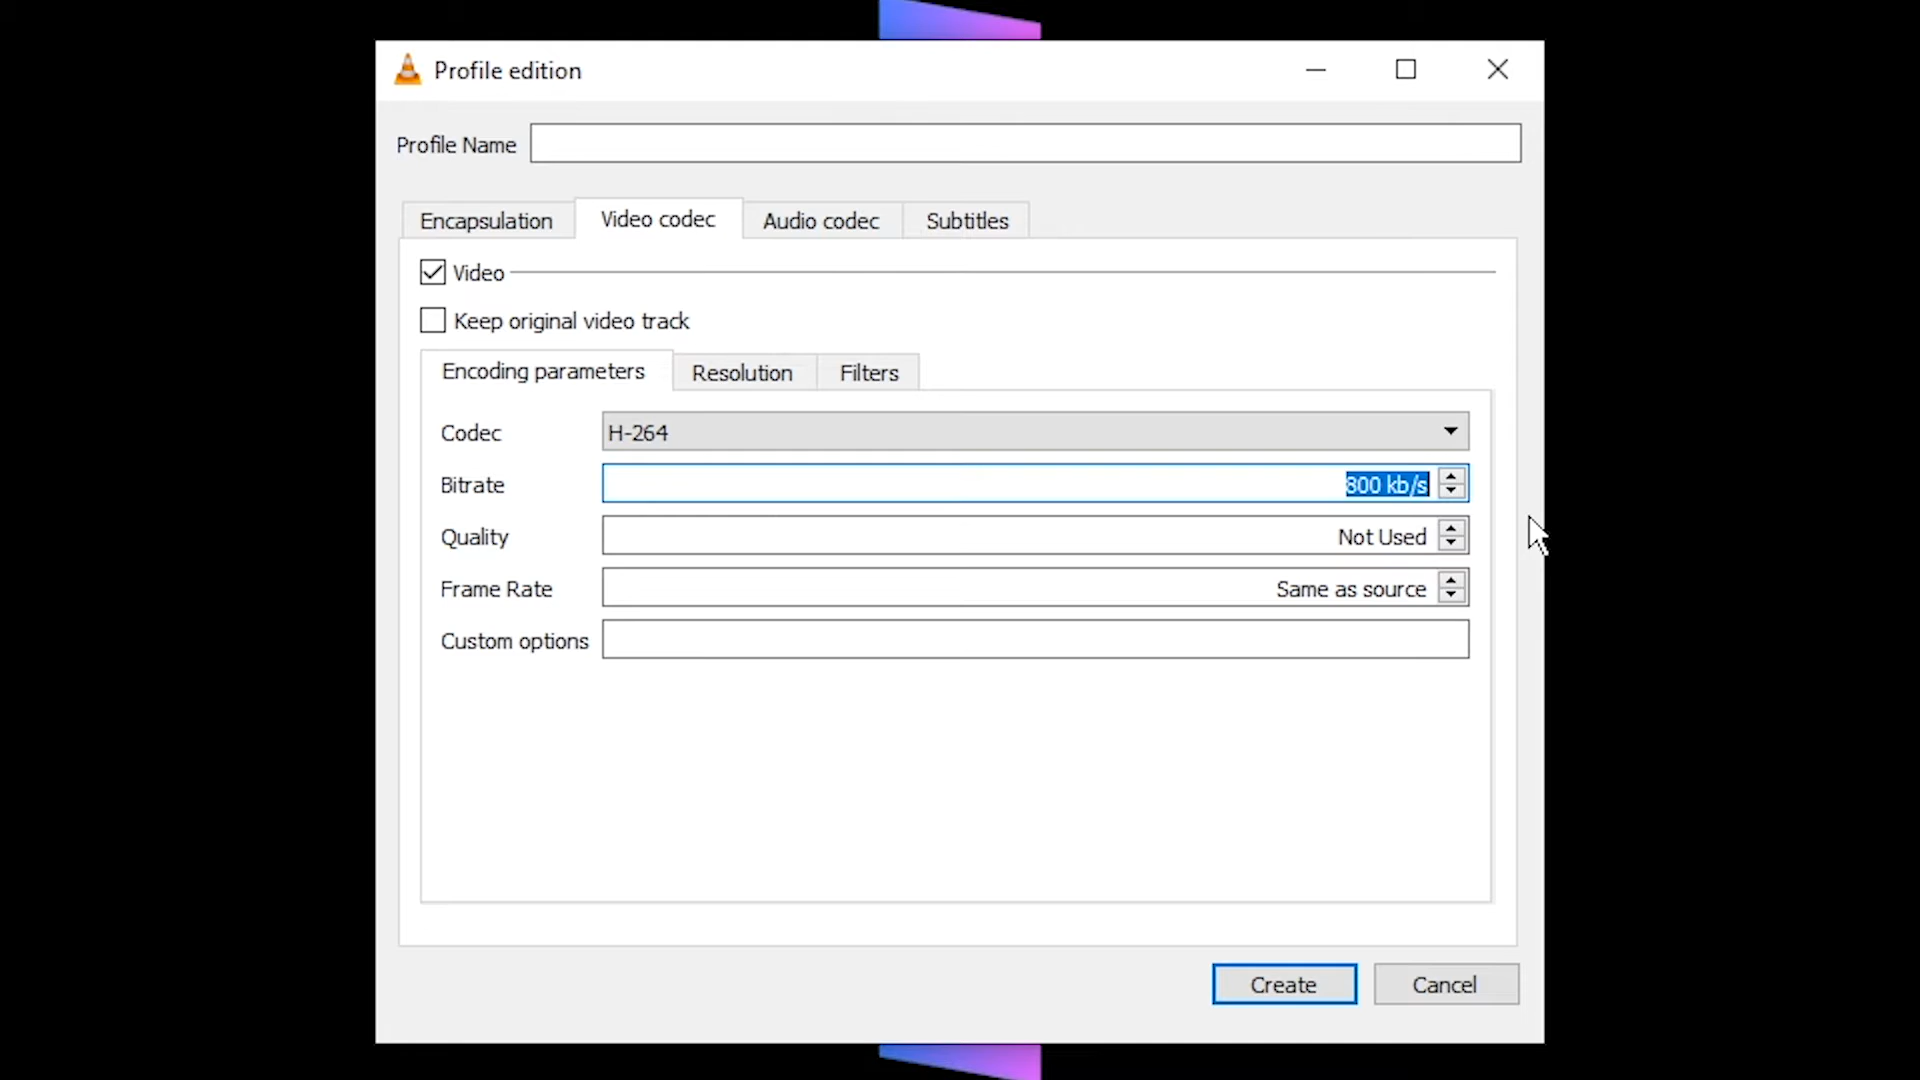 Profile edition
Profile Name
Encapsulation Video codec Audio codec Subtitles
Video
Keep original video track
Encoding parameters Resolution Filters
Codec H-264
Bitrate 800 kb/s
Quality Not Used
Frame Rate Same as source
Custom options
Create Cancel